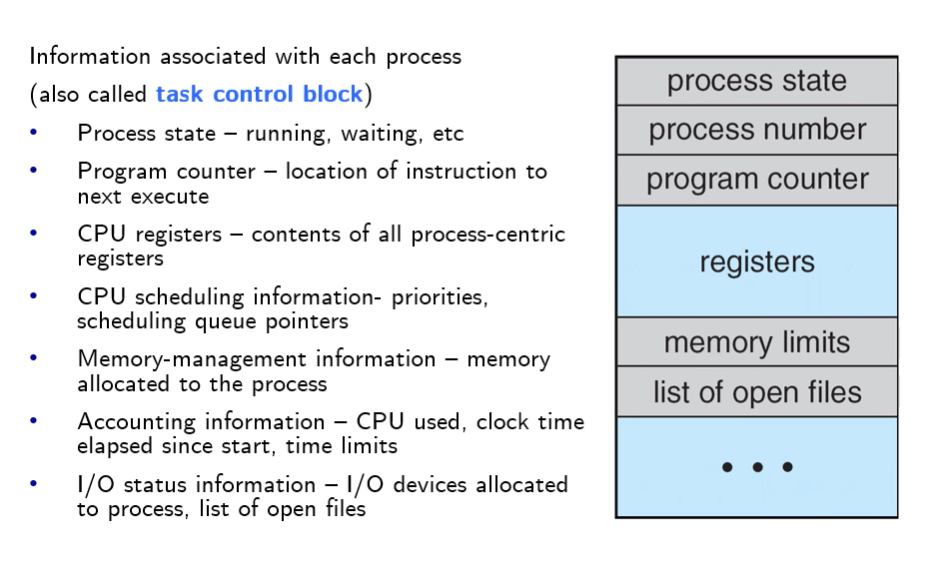 Information associated with each process
(also called task control block)
• Process state – running, waiting, etc
• Program counter – location of instruction to
next execute
• CPU registers – contents of all process-centric
registers
• CPU scheduling information- priorities,
scheduling queue pointers
• Memory-management information – memory
allocated to the process
• Accounting information – CPU used, clock time
elapsed since start, time limits
• I/O status information – I/O devices allocated
to process, list of open files
process state
process number
program counter
registers
memory limits
list of open files
• • •